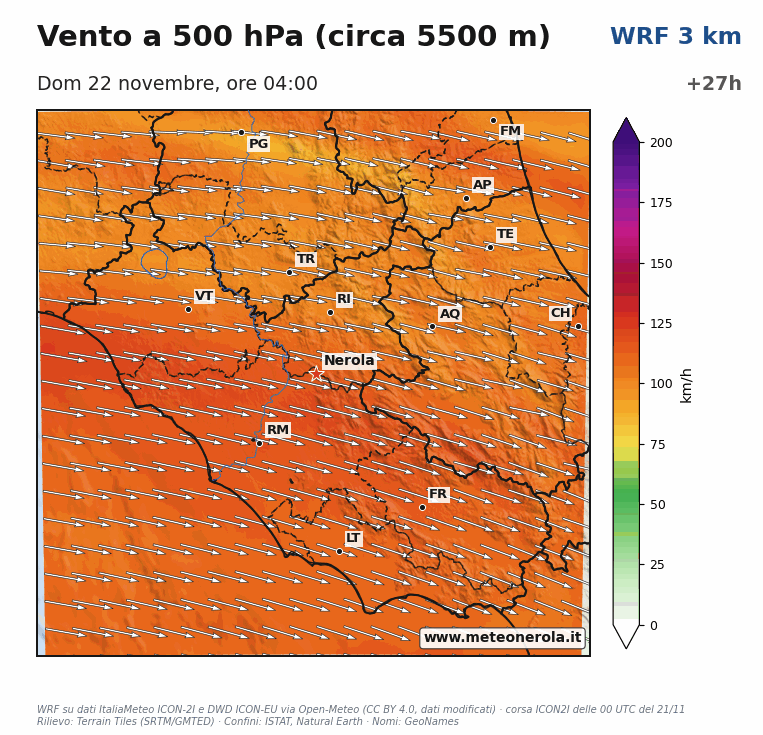 Vento a 500 hPa (circa 5500 m)
WRF 3 km
Dom 22 novembre, ore 04:00
+27h
FM
PG
AP
TE
TR
VT
RI
AQ
CH
Nerola
RM
FR
LT
www.meteonerola.it
200
175
150
125
100
75
50
25
0
km/h
WRF su dati ItaliaMeteo ICON-2I e DWD ICON-EU via Open-Meteo (CC BY 4.0, dati modificati) · corsa ICON2I delle 00 UTC del 21/11
Rilievo: Terrain Tiles (SRTM/GMTED) · Confini: ISTAT, Natural Earth · Nomi: GeoNames